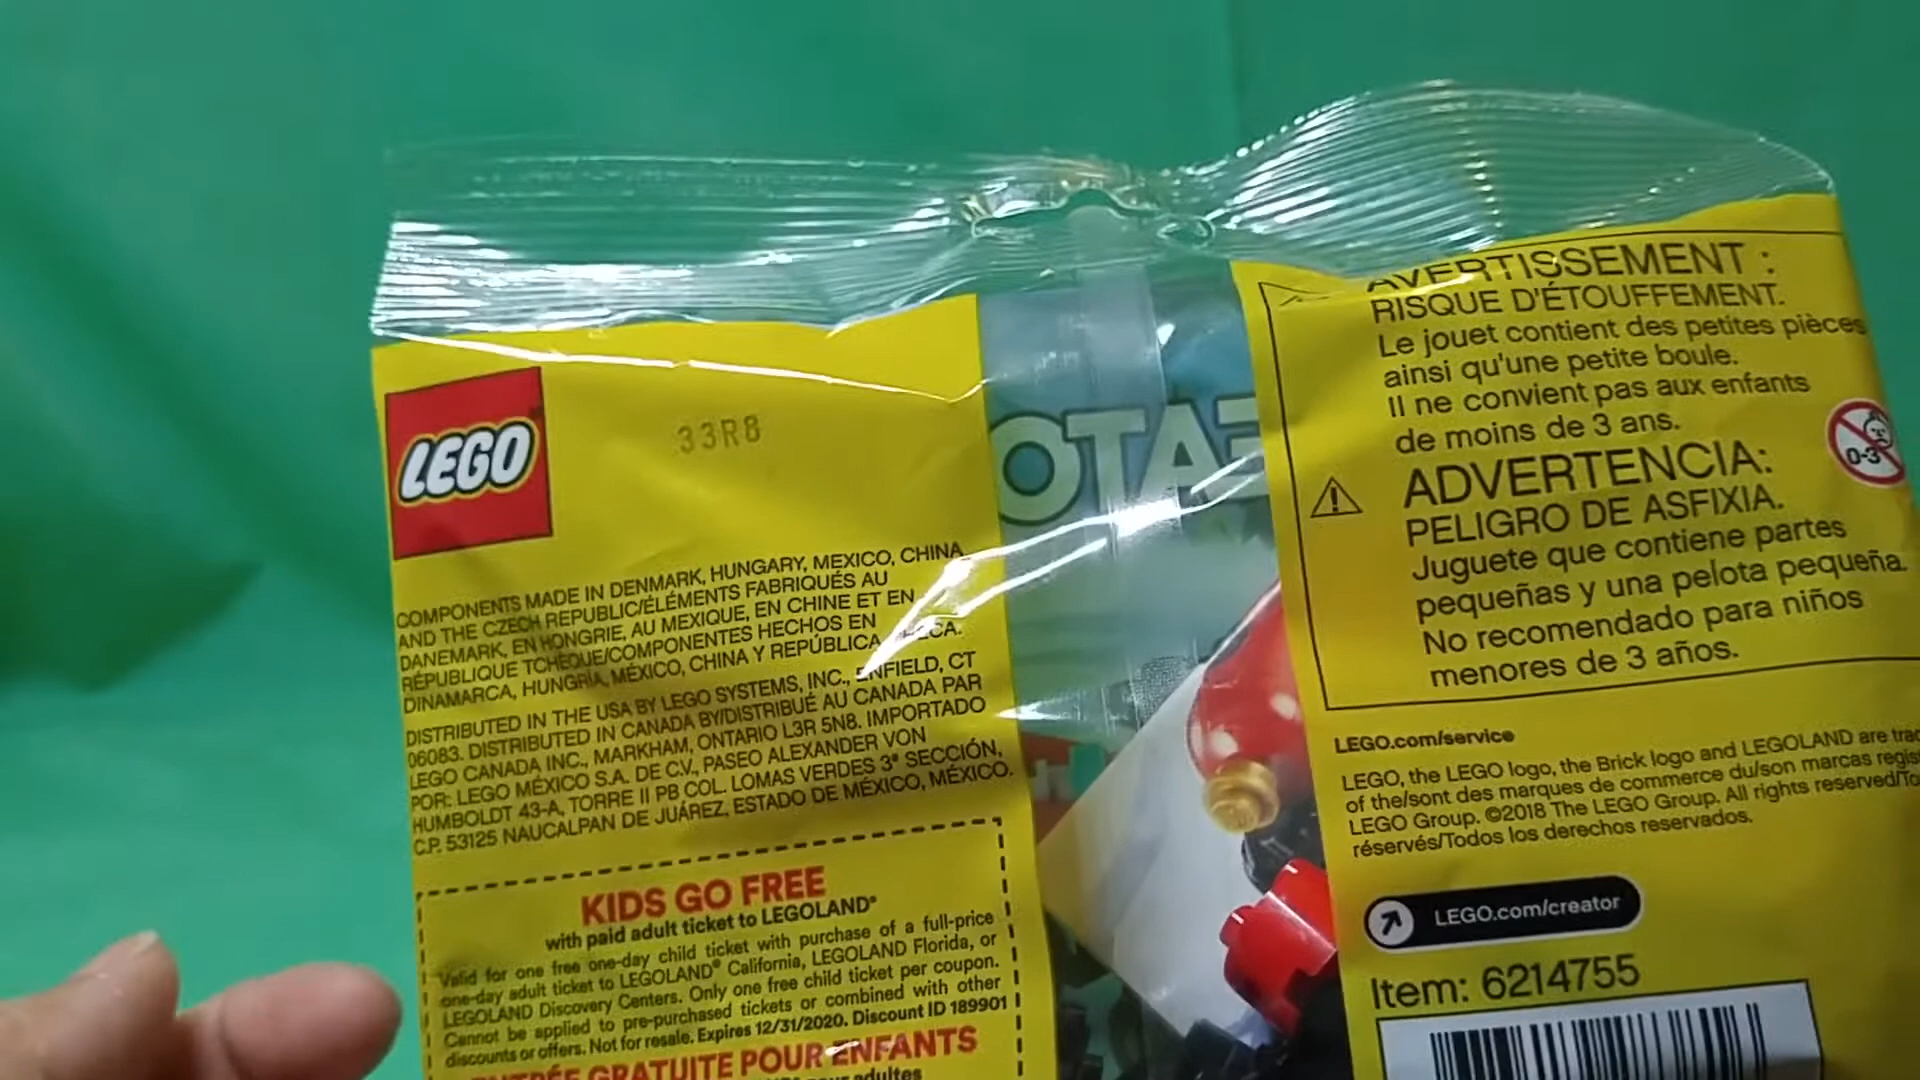 LEGO
33R8
COMPONENTS MADE IN DENMARK, HUNGARY, MEXICO, CHINA
AND THE CZECH REPUBLIC/ÉLÉMENTS FABRIQUÉS AU
DANEMARK, EN HONGRIE, AU MEXIQUE, EN CHINE ET EN
RÉPUBLIQUE TCHÈQUE/COMPONENTES HECHOS EN
DINAMARCA, HUNGRÍA, MÉXICO, CHINA Y REPÚBLICA
DISTRIBUTED IN THE USA BY LEGO SYSTEMS, INC., ENFIELD, CT
06083. DISTRIBUTED IN CANADA BY/DISTRIBUÉ AU CANADA PAR
LEGO CANADA INC., MARKHAM, ONTARIO L3R 5N8. IMPORTADO
POR: LEGO MÉXICO S.A. DE C.V., PASEO ALEXANDER VON
HUMBOLDT 43-A, TORRE II PB COL. LOMAS VERDES 3ª SECCIÓN,
C.P. 53125 NAUCALPAN DE JUÁREZ, ESTADO DE MÉXICO, MÉXICO.
KIDS GO FREE
with paid adult ticket to LEGOLAND®
Valid for one free one-day child ticket with purchase of a full-price
one-day adult ticket to LEGOLAND® California, LEGOLAND Florida, or
LEGOLAND Discovery Centers. Only one free child ticket per coupon.
Cannot be applied to pre-purchased tickets or combined with other
discounts or offers. Not for resale. Expires 12/31/2020. Discount ID 189901
ENTRÉE GRATUITE POUR ENFANTS
adultes
AVERTISSEMENT :
RISQUE D'ÉTOUFFEMENT.
Le jouet contient des petites pièces
ainsi qu'une petite boule.
Il ne convient pas aux enfants
de moins de 3 ans.
0-3
ADVERTENCIA:
PELIGRO DE ASFIXIA.
Juguete que contiene partes
pequeñas y una pelota pequeña.
No recomendado para niños
menores de 3 años.
LEGO.com/service
LEGO, the LEGO logo, the Brick logo and LEGOLAND are
of the/sont des marques de commerce du/son marcas
LEGO Group. ©2018 The LEGO Group. All rights reserved/
réservés/Todos los derechos reservados.
LEGO.com/creator
Item: 6214755